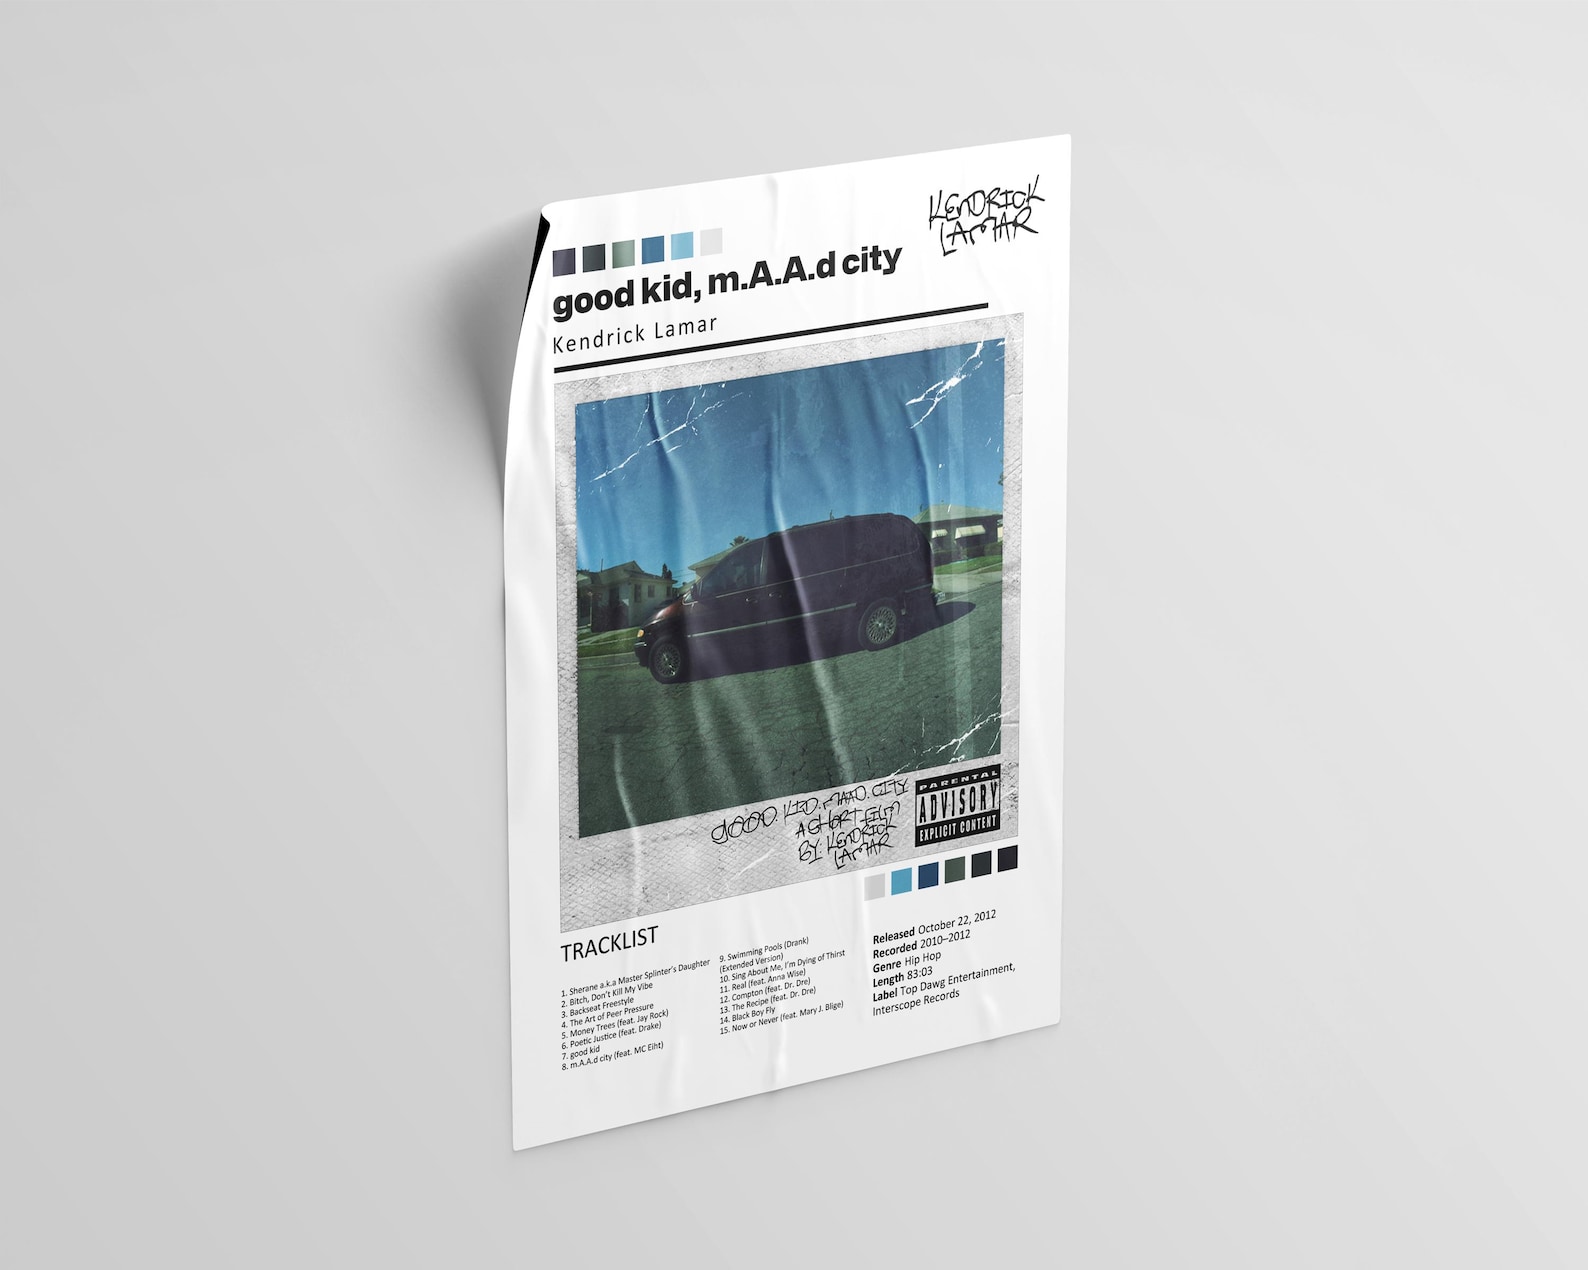 KENDRICK
LAMAR
good kid, m.A.A.d city
Kendrick Lamar
GOOD. KID. MAAD. CITY
A SHORT FILM
BY. KENDRICK
LAMAR
PARENTAL
ADVISORY
EXPLICIT CONTENT
TRACKLIST
1. Sherane a.k.a Master Splinter's Daughter
2. Bitch, Don't Kill My Vibe
3. Backseat Freestyle
4. The Art of Peer Pressure
5. Money Trees (feat. Jay Rock)
6. Poetic Justice (feat. Drake)
7. good kid
8. m.A.A.d city (feat. MC Eiht)
9. Swimming Pools (Drank)
(Extended Version)
10. Sing About Me, I'm Dying of Thirst
11. Real (feat. Anna Wise)
12. Compton (feat. Dr. Dre)
13. The Recipe (feat. Dr. Dre)
14. Black Boy Fly
15. Now or Never (feat. Mary J. Blige)
Released October 22, 2012
Recorded 2010–2012
Genre Hip Hop
Length 83:03
Label Top Dawg Entertainment,
Interscope Records